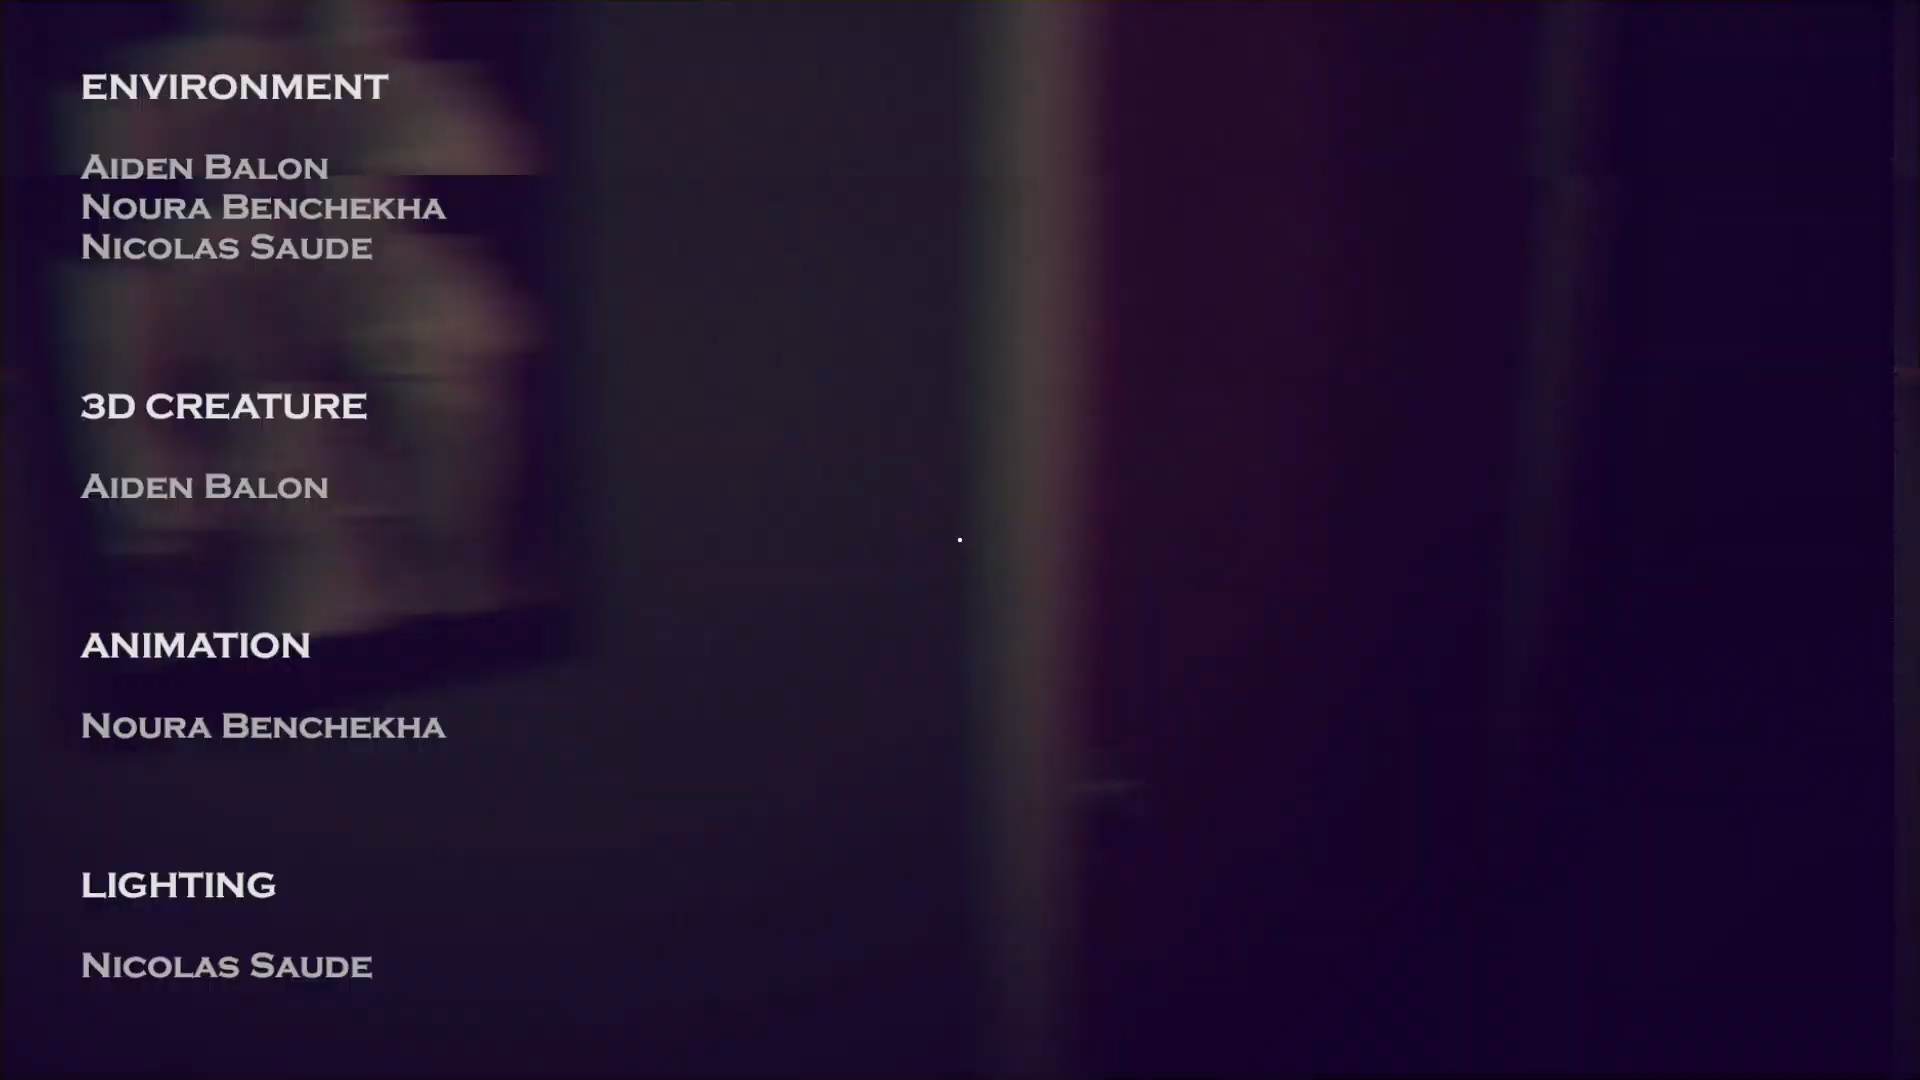 ENVIRONMENT
Aiden Balon
Noura Benchekha
Nicolas Saude
3D CREATURE
Aiden Balon
ANIMATION
Noura Benchekha
LIGHTING
Nicolas Saude